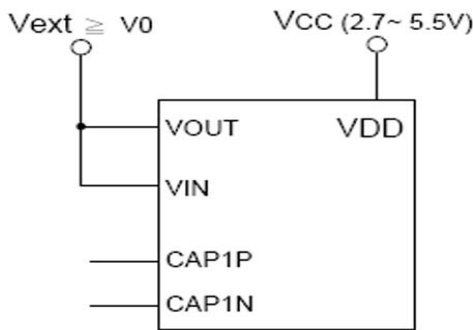 Vext ≧ V0
VCC (2.7~ 5.5V)
VOUT
VDD
VIN
CAP1P
CAP1N